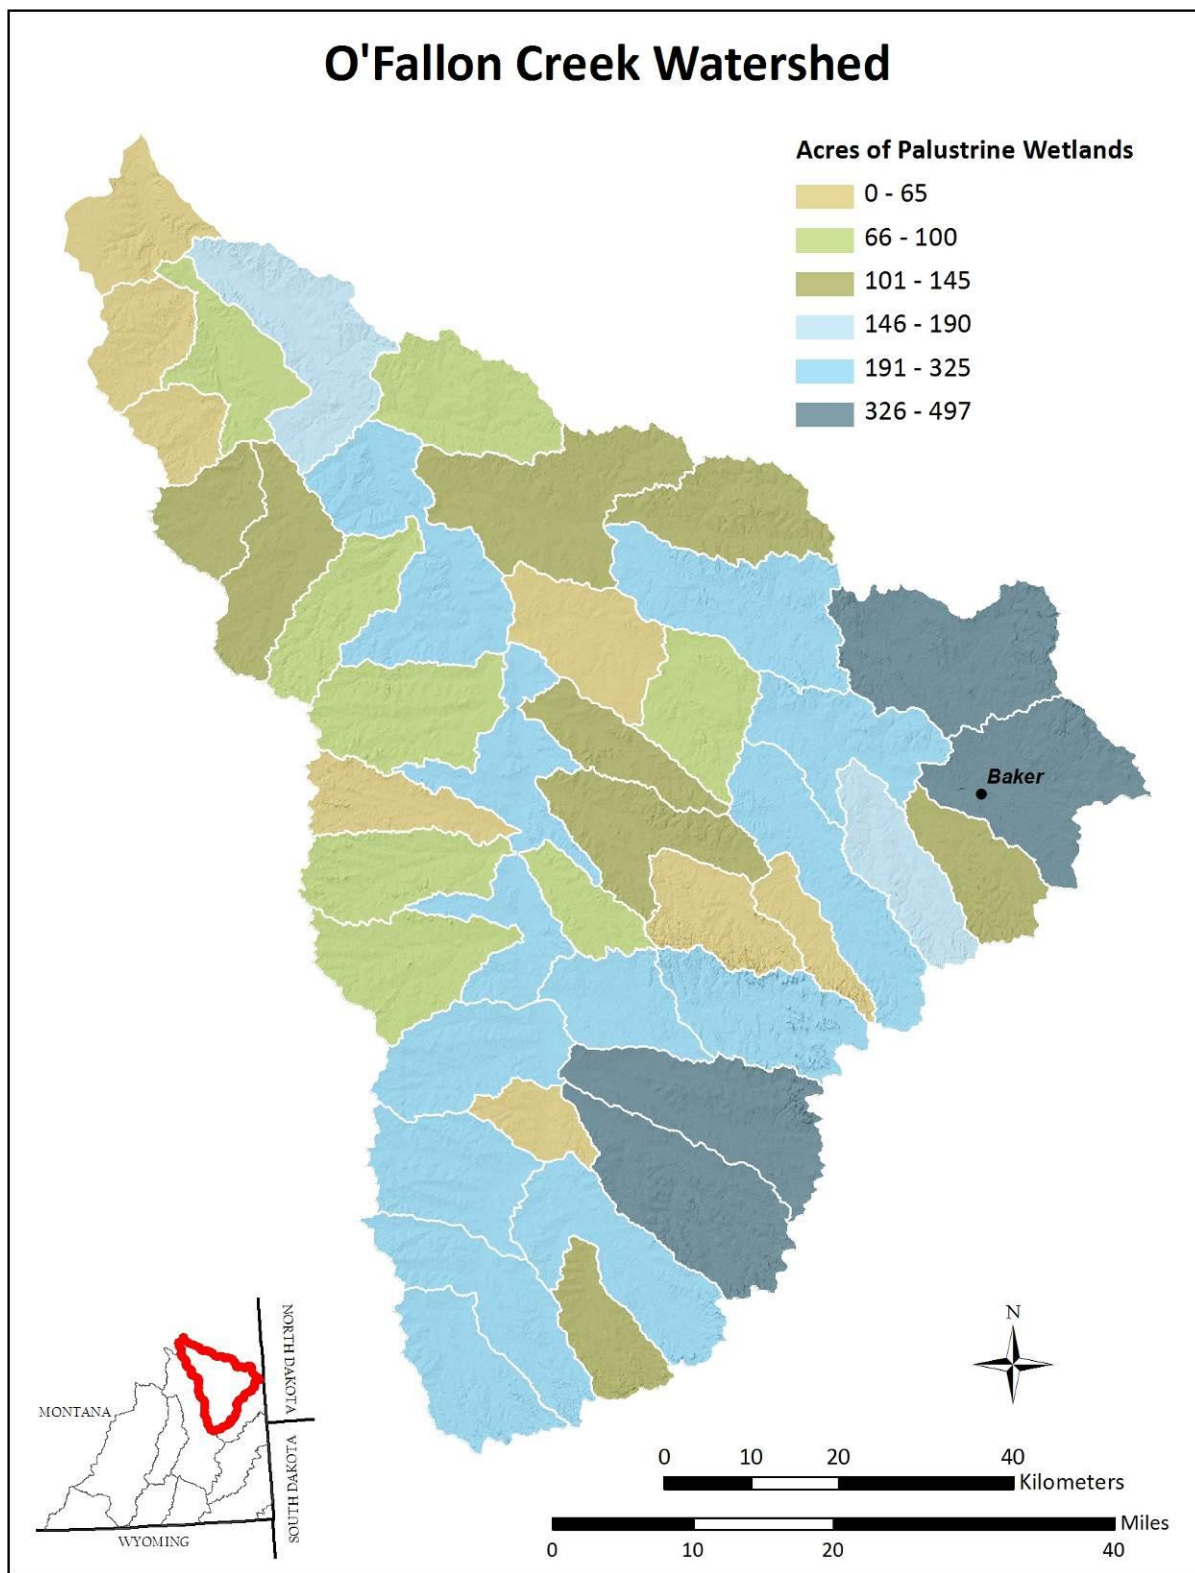 O'Fallon Creek Watershed
Acres of Palustrine Wetlands
0 - 65
66 - 100
101 - 145
146 - 190
191 - 325
326 - 497
Baker
NORTH DAKOTA
MONTANA
SOUTH DAKOTA
WYOMING
N
0 10 20 40
Kilometers
Miles
0 10 20 40